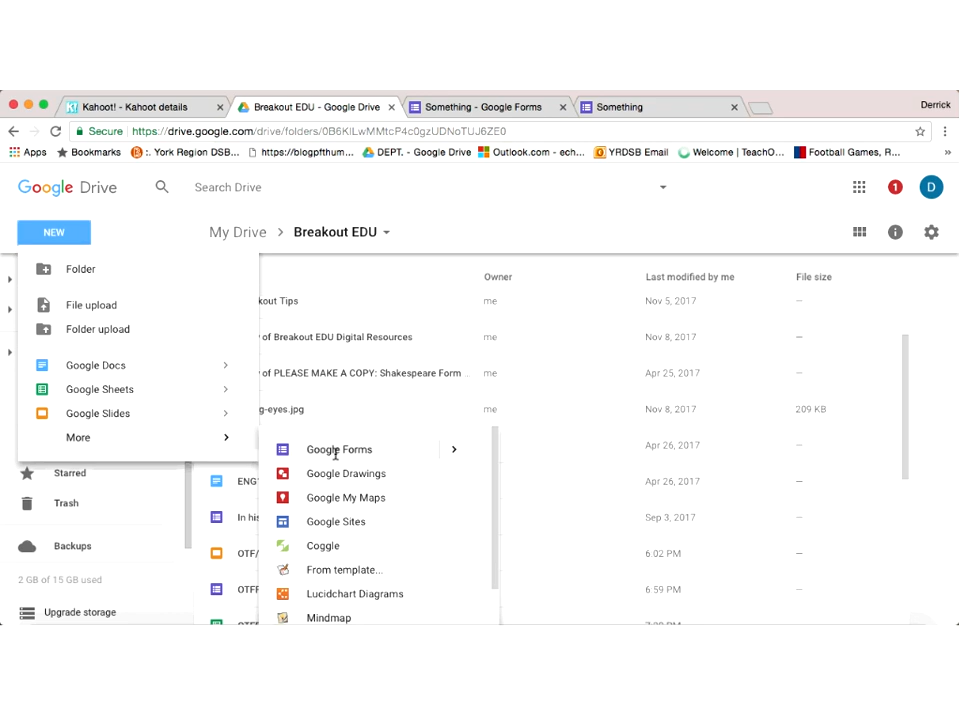 Kahoot! - Kahoot details
Breakout EDU - Google Drive
Something - Google Forms
Something
Derrick
Secure https://drive.google.com/drive/folders/0B6KILwMMtcP4c0gzUDNoTUJ6ZE0
Apps Bookmarks :. York Region DSB... https://blogpfthum... DEPT. - Google Drive Outlook.com - ech... YRDSB Email Welcome | TeachO... Football Games, R... »
Google Drive
Search Drive
1
D
NEW
My Drive > Breakout EDU
Folder
File upload
Folder upload
Google Docs
Google Sheets
Google Slides
More
Starred
Trash
Backups
2 GB of 15 GB used
Upgrade storage
Owner Last modified by me File size
kout Tips me Nov 5, 2017 —
y of Breakout EDU Digital Resources me Nov 8, 2017 —
y of PLEASE MAKE A COPY: Shakespeare Form ... me Apr 25, 2017 —
g-eyes.jpg me Nov 8, 2017 209 KB
Apr 26, 2017 —
ENG Apr 26, 2017 —
In his Sep 3, 2017 —
OTF/ 6:02 PM —
OTFF 6:59 PM —
Google Forms
Google Drawings
Google My Maps
Google Sites
Coggle
From template...
Lucidchart Diagrams
Mindmap